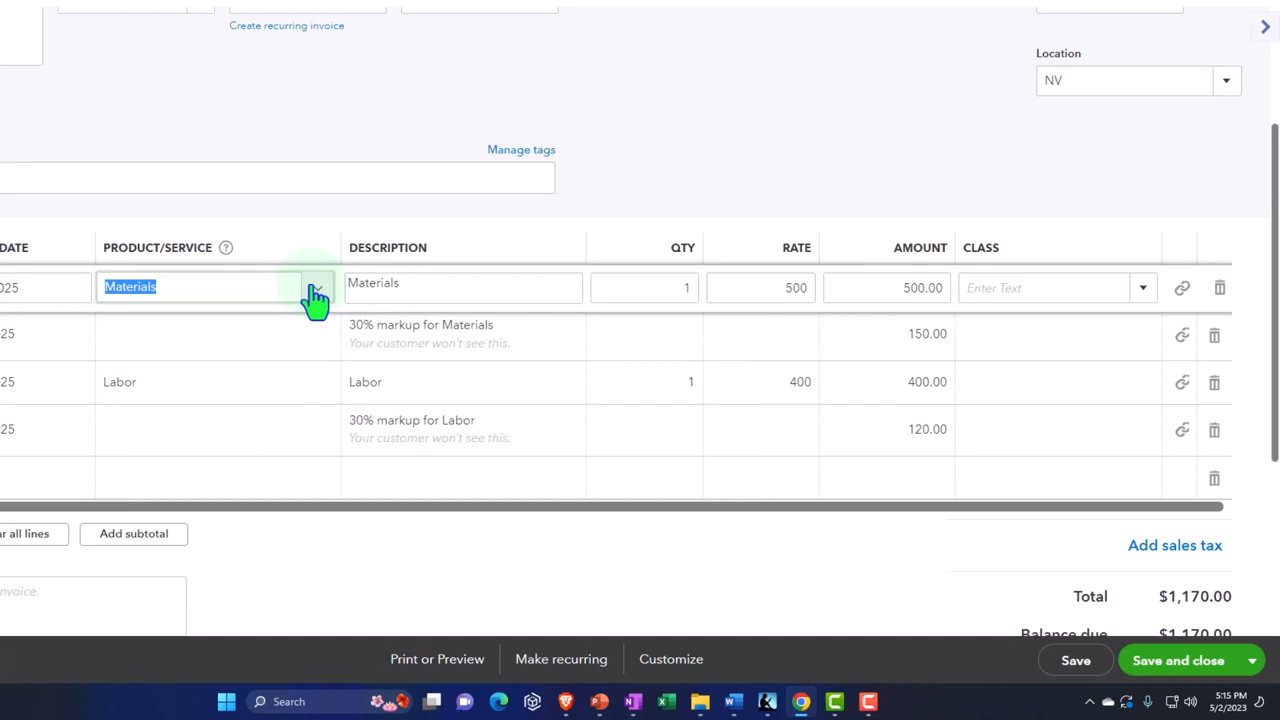 Create recurring invoice
Location
NV
Manage tags
DATE PRODUCT/SERVICE ? DESCRIPTION QTY RATE AMOUNT CLASS
025 Materials Materials 1 500 500.00 Enter Text
25 30% markup for Materials 150.00
Your customer won't see this.
25 Labor Labor 1 400 400.00
25 30% markup for Labor 120.00
Your customer won't see this.
ar all lines Add subtotal
Add sales tax
nvoice.
Total $1,170.00
Balance due $1,170.00
Print or Preview Make recurring Customize Save Save and close
Search
5:15 PM
5/2/2023